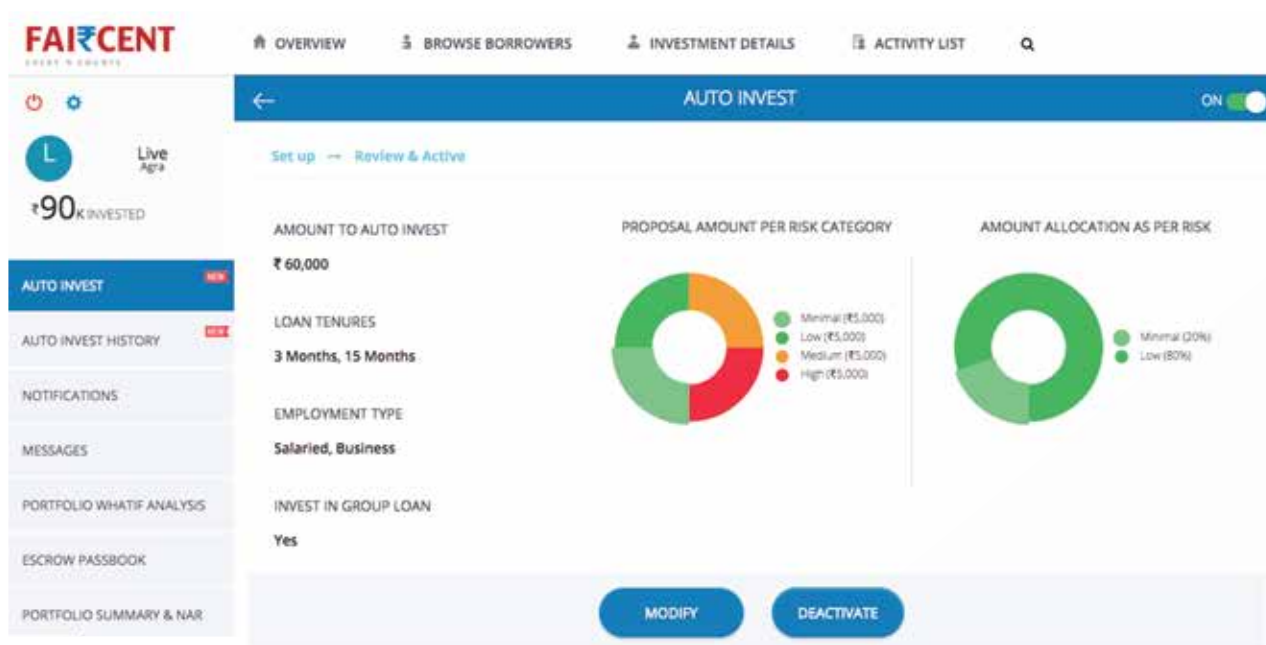 FAI₹CENT
EVERY ₹ COUNTS
OVERVIEW
BROWSE BORROWERS
INVESTMENT DETAILS
ACTIVITY LIST
AUTO INVEST
ON
L
Live
Agra
₹90K INVESTED
AUTO INVEST
NEW
AUTO INVEST HISTORY
NEW
NOTIFICATIONS
MESSAGES
PORTFOLIO WHATIF ANALYSIS
ESCROW PASSBOOK
PORTFOLIO SUMMARY & NAR
Set up → Review & Active
AMOUNT TO AUTO INVEST
₹ 60,000
LOAN TENURES
3 Months, 15 Months
EMPLOYMENT TYPE
Salaried, Business
INVEST IN GROUP LOAN
Yes
PROPOSAL AMOUNT PER RISK CATEGORY
Minimal (₹5,000)
Low (₹5,000)
Medium (₹5,000)
High (₹5,000)
AMOUNT ALLOCATION AS PER RISK
Minimal (20%)
Low (80%)
MODIFY
DEACTIVATE